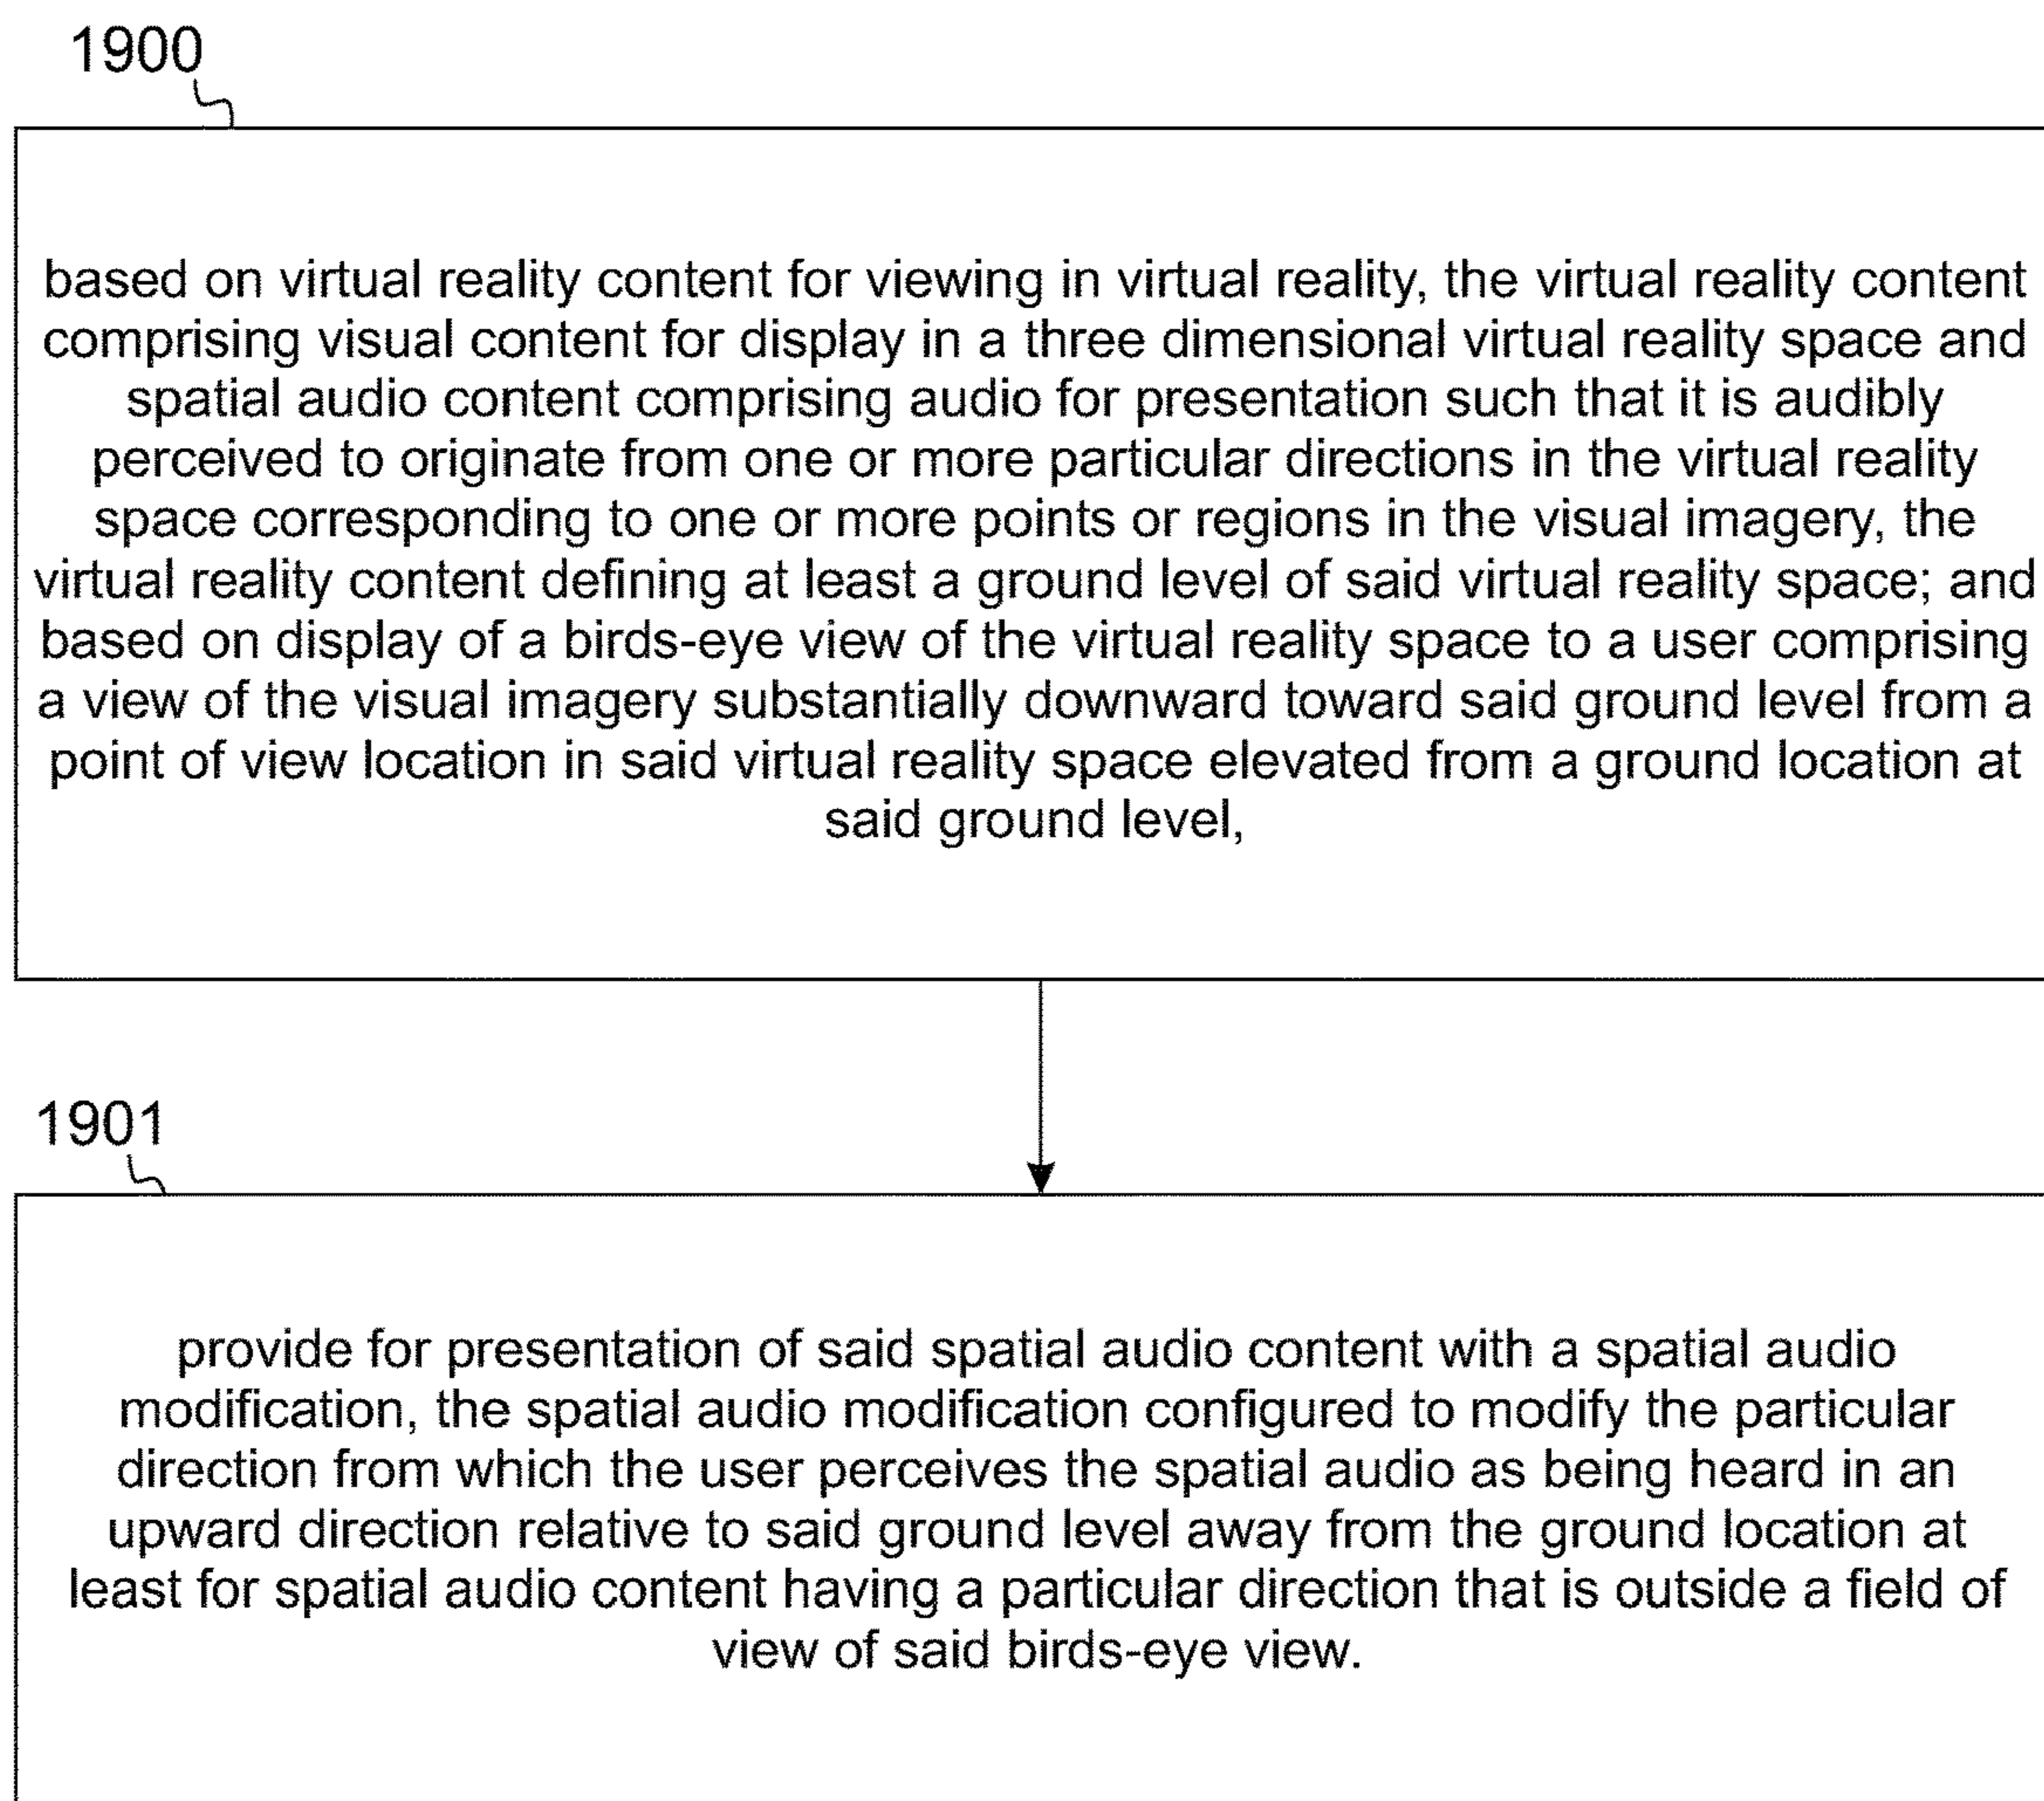 1900
based on virtual reality content for viewing in virtual reality, the virtual reality content
comprising visual content for display in a three dimensional virtual reality space and
spatial audio content comprising audio for presentation such that it is audibly
perceived to originate from one or more particular directions in the virtual reality
space corresponding to one or more points or regions in the visual imagery, the
virtual reality content defining at least a ground level of said virtual reality space; and
based on display of a birds-eye view of the virtual reality space to a user comprising
a view of the visual imagery substantially downward toward said ground level from a
point of view location in said virtual reality space elevated from a ground location at
said ground level,
1901
provide for presentation of said spatial audio content with a spatial audio
modification, the spatial audio modification configured to modify the particular
direction from which the user perceives the spatial audio as being heard in an
upward direction relative to said ground level away from the ground location at
least for spatial audio content having a particular direction that is outside a field of
view of said birds-eye view.